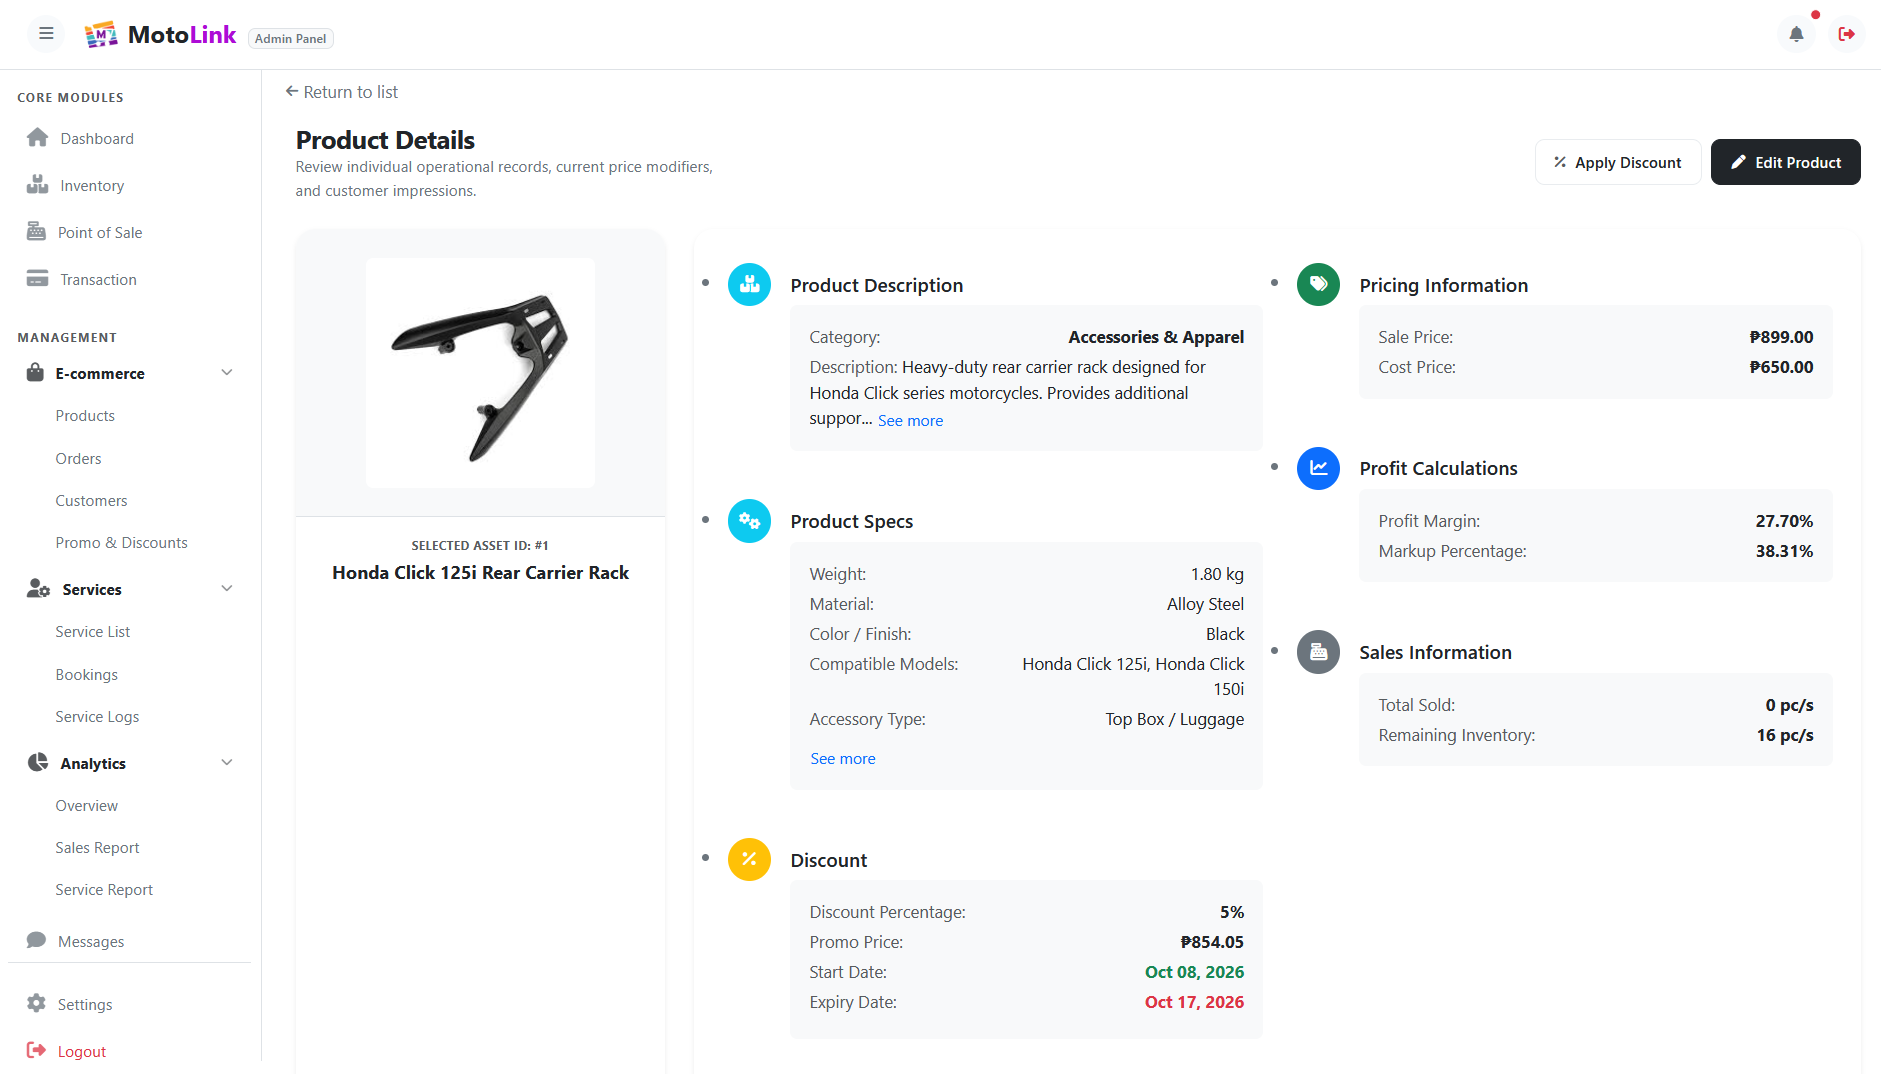 MotoLink Admin Panel
CORE MODULES
Dashboard
Inventory
Point of Sale
Transaction
MANAGEMENT
E-commerce
Products
Orders
Customers
Promo & Discounts
Services
Service List
Bookings
Service Logs
Analytics
Overview
Sales Report
Service Report
Messages
Settings
Logout
Return to list
Product Details
Review individual operational records, current price modifiers,
and customer impressions.
Apply Discount
Edit Product
SELECTED ASSET ID: #1
Honda Click 125i Rear Carrier Rack
Product Description
Category: Accessories & Apparel
Description: Heavy-duty rear carrier rack designed for
Honda Click series motorcycles. Provides additional
suppor... See more
Product Specs
Weight: 1.80 kg
Material: Alloy Steel
Color / Finish: Black
Compatible Models: Honda Click 125i, Honda Click
150i
Accessory Type: Top Box / Luggage
See more
Discount
Discount Percentage: 5%
Promo Price: ₱854.05
Start Date: Oct 08, 2026
Expiry Date: Oct 17, 2026
Pricing Information
Sale Price: ₱899.00
Cost Price: ₱650.00
Profit Calculations
Profit Margin: 27.70%
Markup Percentage: 38.31%
Sales Information
Total Sold: 0 pc/s
Remaining Inventory: 16 pc/s